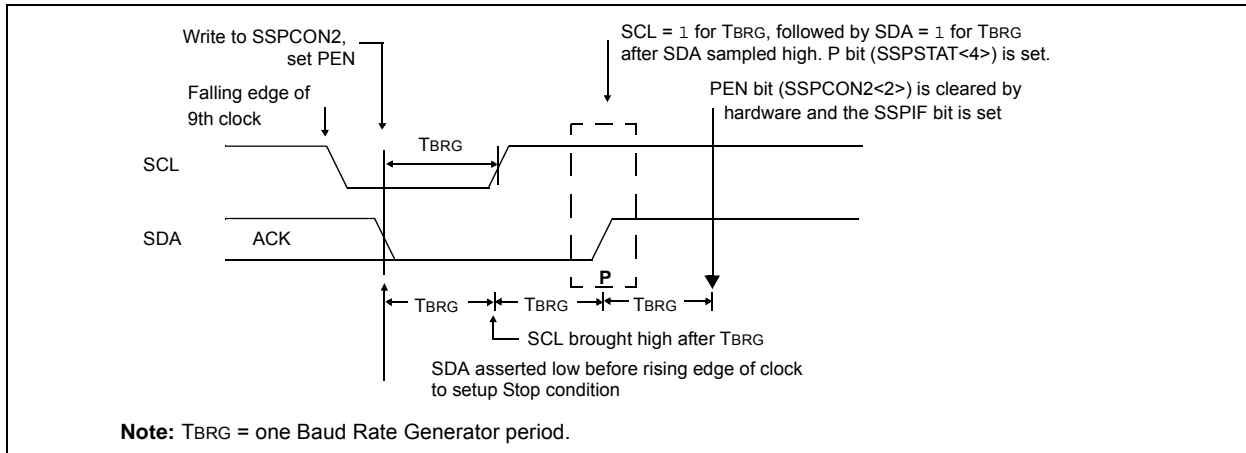 Write to SSPCON2,
set PEN
SCL = 1 for TBRG, followed by SDA = 1 for TBRG
after SDA sampled high. P bit (SSPSTAT<4>) is set.
Falling edge of
9th clock
PEN bit (SSPCON2<2>) is cleared by
hardware and the SSPIF bit is set
TBRG
SCL
SDA
ACK
P
TBRG
TBRG
TBRG
SCL brought high after TBRG
SDA asserted low before rising edge of clock
to setup Stop condition
Note: TBRG = one Baud Rate Generator period.